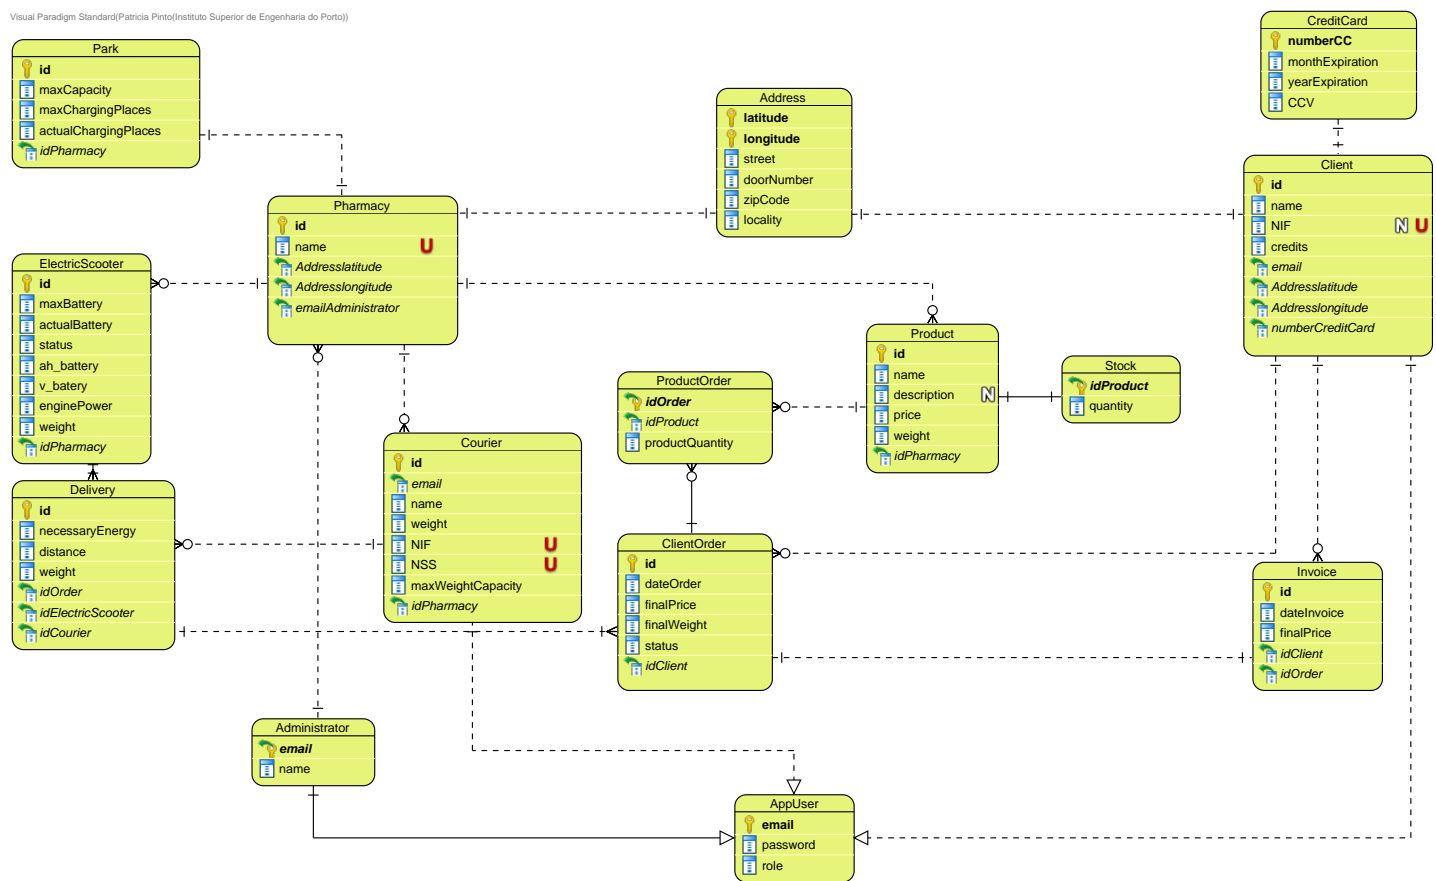 Visual Paradigm Standard(Patricia Pinto(Instituto Superior de Engenharia do Porto))
Park
id
maxCapacity
maxChargingPlaces
actualChargingPlaces
idPharmacy
CreditCard
numberCC
monthExpiration
yearExpiration
CCV
Address
latitude
longitude
street
doorNumber
zipCode
locality
Client
id
name
NIF N U
credits
email
Addresslatitude
Addresslongitude
numberCreditCard
Pharmacy
id
name U
Addresslatitude
Addresslongitude
emailAdministrator
ElectricScooter
id
maxBattery
actualBattery
status
ah_battery
v_batery
enginePower
weight
idPharmacy
Product
id
name
description N
price
weight
idPharmacy
Stock
idProduct
quantity
ProductOrder
idOrder
idProduct
productQuantity
Courier
id
email
name
weight
NIF U
NSS U
maxWeightCapacity
idPharmacy
Delivery
id
necessaryEnergy
distance
weight
idOrder
idElectricScooter
idCourier
ClientOrder
id
dateOrder
finalPrice
finalWeight
status
idClient
Invoice
id
dateInvoice
finalPrice
idClient
idOrder
Administrator
email
name
AppUser
email
password
role